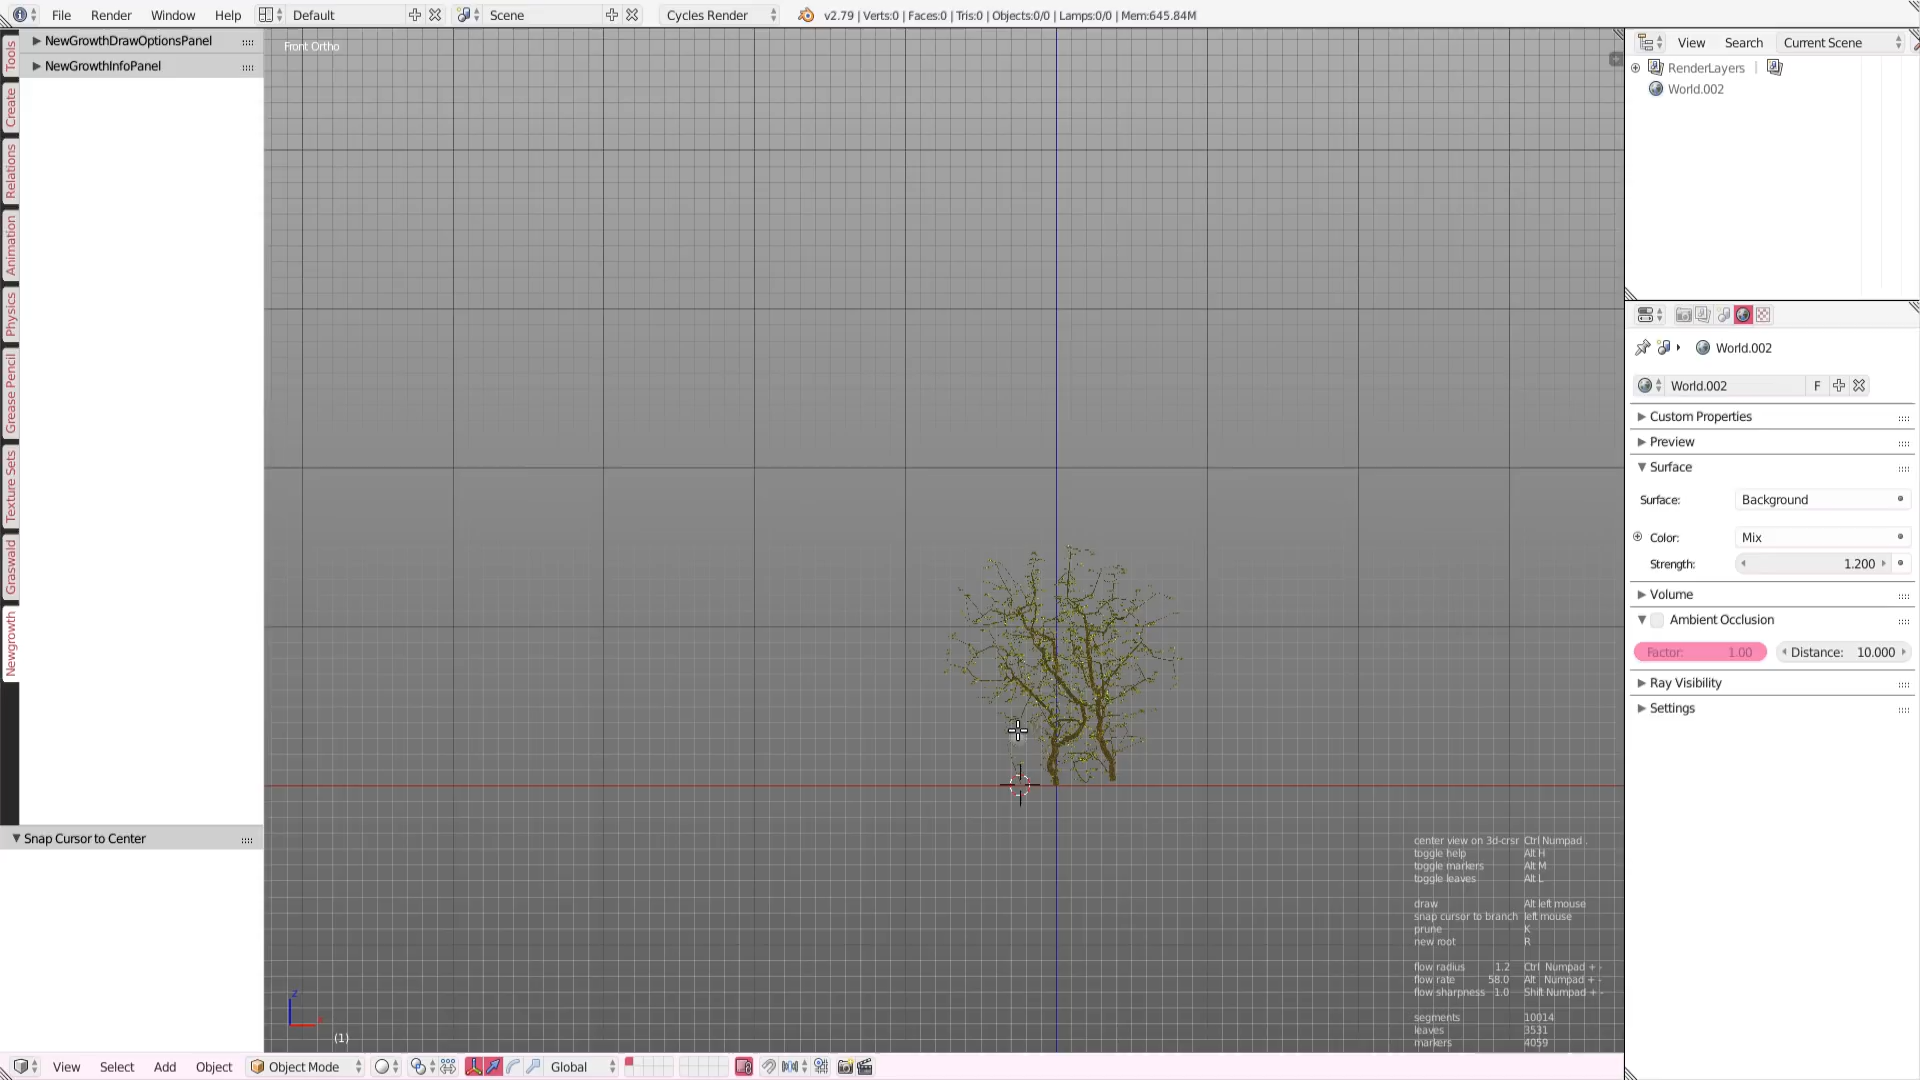 File Render Window Help Default Scene Cycles Render v2.79 | Verts:0 | Faces:0 | Tris:0 | Objects:0/0 | Lamps:0/0 | Mem:645.84M
NewGrowthDrawOptionsPanel
NewGrowthInfoPanel
Tools
Create
Relations
Animation
Physics
Grease Pencil
Texture Sets
Graswald
Newgrowth
Snap Cursor to Center
Front Ortho
center view on 3d-crsr Ctrl Numpad .
toggle help Alt H
toggle markers Alt M
toggle leaves Alt L
draw Alt left mouse
snap cursor to branch left mouse
prune K
new root R
flow radius 1.2 Ctrl Numpad + -
flow rate 58.0 Alt Numpad + -
flow sharpness 1.0 Shift Numpad + -
segments 10014
leaves 3531
markers 4059
z
(1)
View Select Add Object Object Mode Global
View Search Current Scene
RenderLayers |
World.002
World.002
World.002 F
Custom Properties
Preview
Surface
Surface: Background
Color: Mix
Strength: 1.200
Volume
Ambient Occlusion
Factor: 1.00 Distance: 10.000
Ray Visibility
Settings